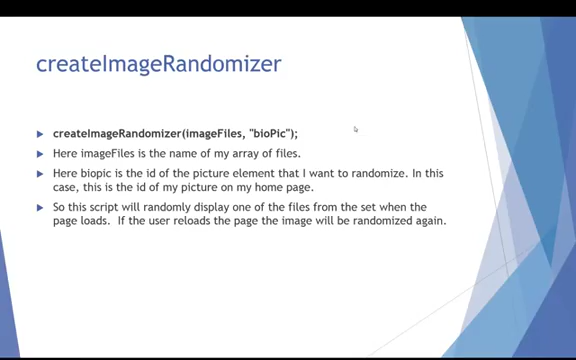 createImageRandomizer
createImageRandomizer(imageFiles, "bioPic");
Here imageFiles is the name of my array of files.
Here biopic is the id of the picture element that I want to randomize. In this
case, this is the id of my picture on my home page.
So this script will randomly display one of the files from the set when the
page loads. If the user reloads the page the image will be randomized again.